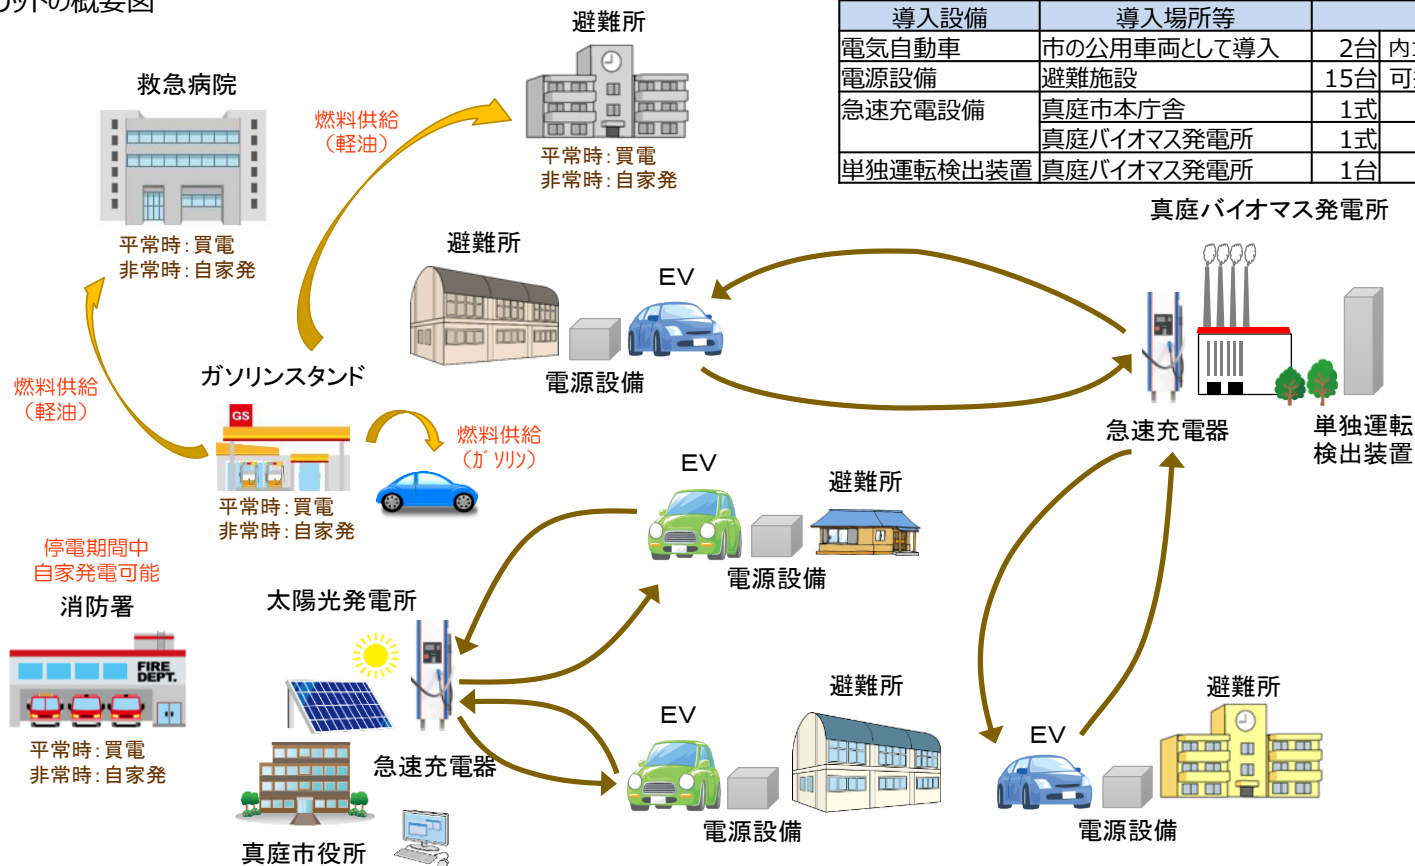 リッドの概要図
導入設備 導入場所等
電気自動車 市の公用車両として導入 2台
電源設備 避難施設 15台
急速充電設備 真庭市本庁舎 1式
真庭バイオマス発電所 1式
単独運転検出装置 真庭バイオマス発電所 1台
避難所
平常時：買電
非常時：自家発
救急病院
平常時：買電
非常時：自家発
燃料供給
（軽油）
燃料供給
（軽油）
ガソリンスタンド
GS
平常時：買電
非常時：自家発
燃料供給
（ｶﾞｿﾘﾝ）
避難所
EV
電源設備
真庭バイオマス発電所
急速充電器
単独運転
検出装置
EV
避難所
電源設備
停電期間中
自家発電可能
消防署
FIRE
DEPT.
平常時：買電
非常時：自家発
太陽光発電所
急速充電器
真庭市役所
EV
避難所
電源設備
EV
避難所
電源設備